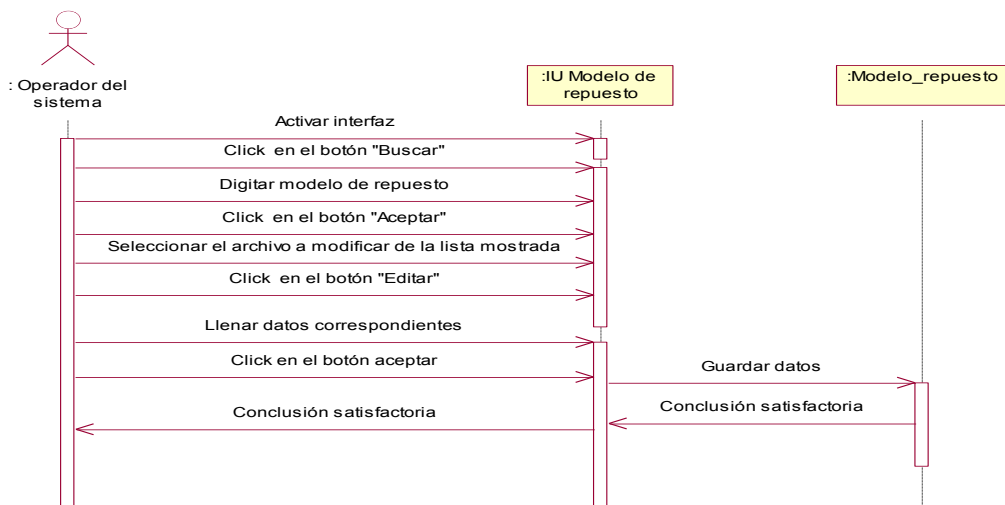 : Operador del
sistema
:IU Modelo de
repuesto
:Modelo_repuesto
Activar interfaz
Click en el botón "Buscar"
Digitar modelo de repuesto
Click en el botón "Aceptar"
Seleccionar el archivo a modificar de la lista mostrada
Click en el botón "Editar"
Llenar datos correspondientes
Click en el botón aceptar
Guardar datos
Conclusión satisfactoria
Conclusión satisfactoria